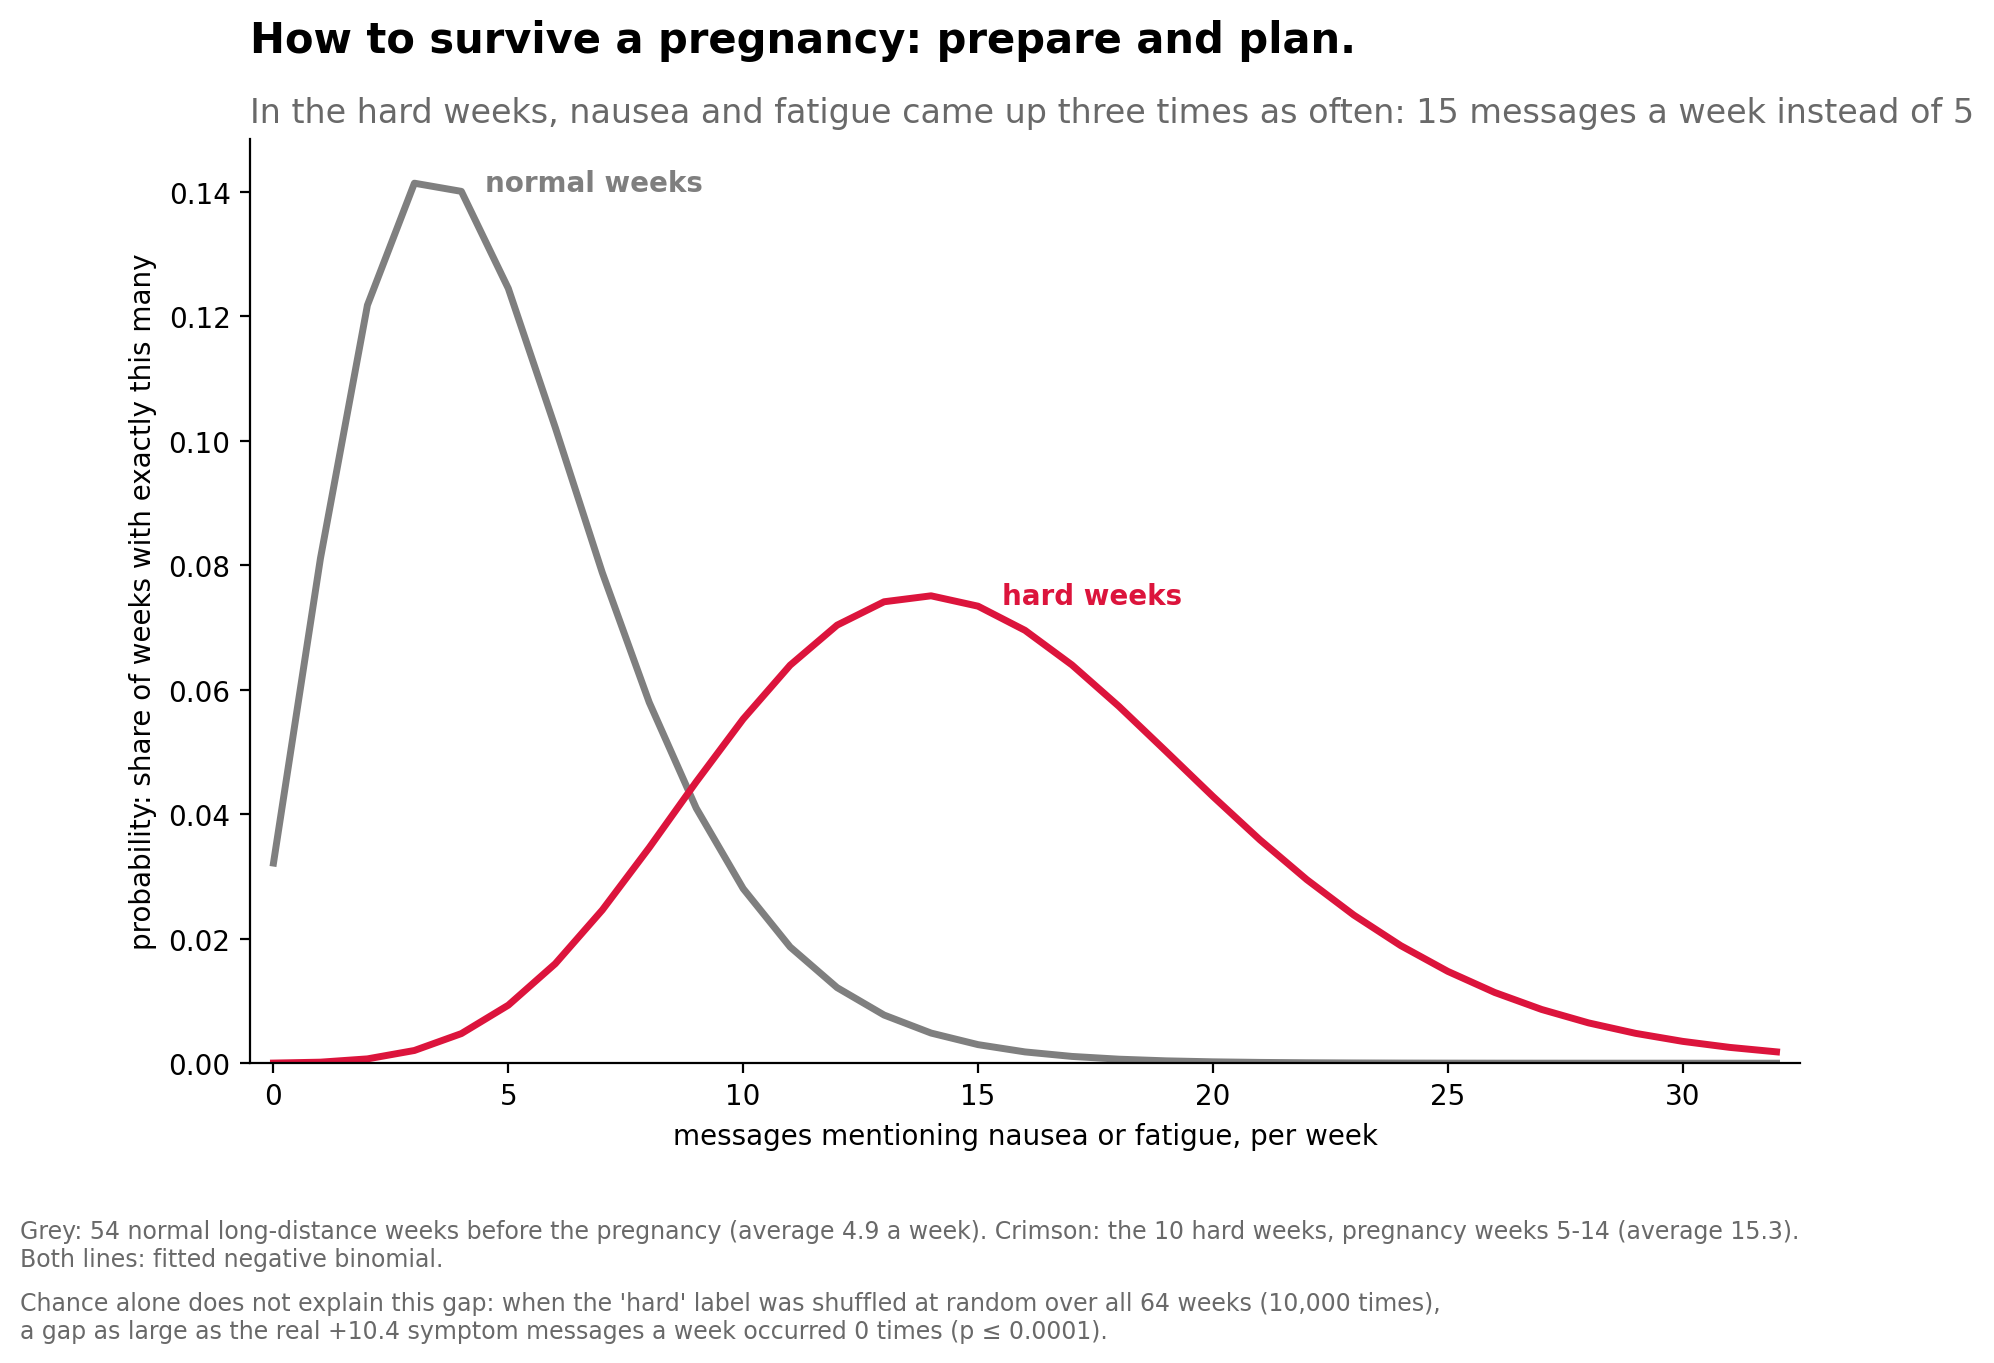 How to survive a pregnancy: prepare and plan.
In the hard weeks, nausea and fatigue came up three times as often: 15 messages a week instead of 5
normal weeks
hard weeks
probability: share of weeks with exactly this many
0.14
0.12
0.10
0.08
0.06
0.04
0.02
0.00
0 5 10 15 20 25 30
messages mentioning nausea or fatigue, per week
Grey: 54 normal long-distance weeks before the pregnancy (average 4.9 a week). Crimson: the 10 hard weeks, pregnancy weeks 5-14 (average 15.3).
Both lines: fitted negative binomial.
Chance alone does not explain this gap: when the 'hard' label was shuffled at random over all 64 weeks (10,000 times),
a gap as large as the real +10.4 symptom messages a week occurred 0 times (p ≤ 0.0001).